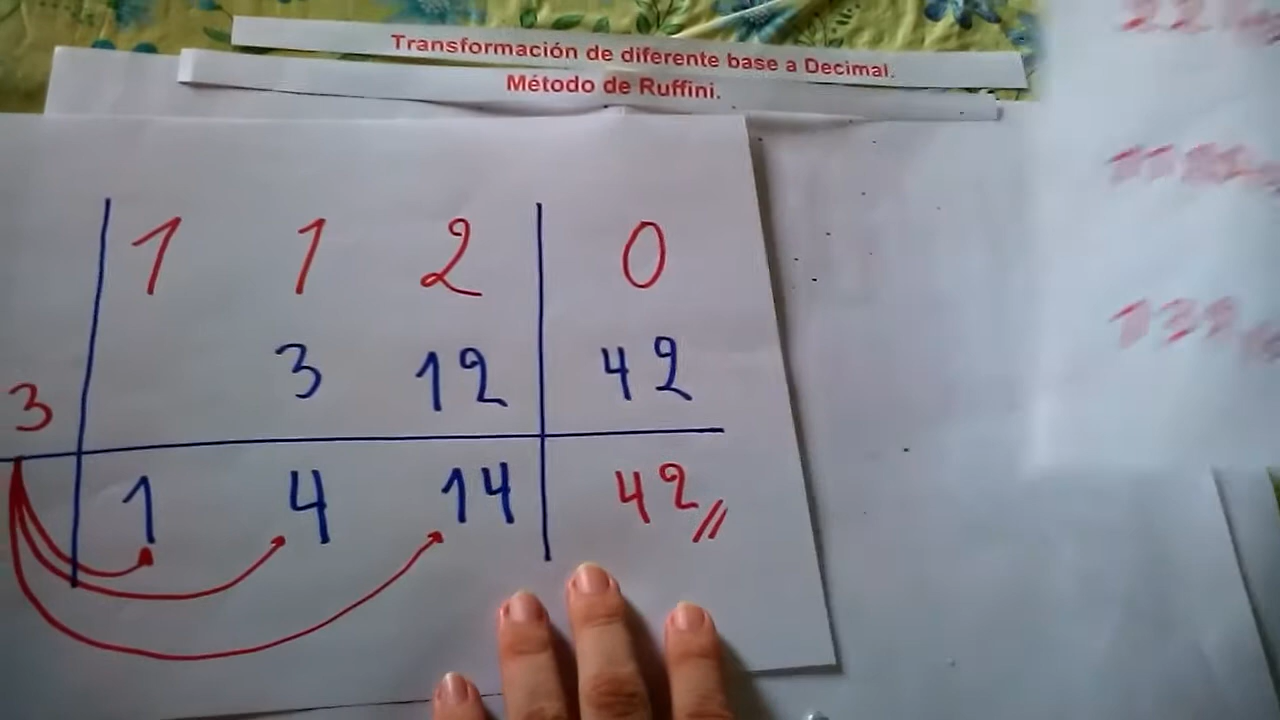 Transformación de diferente base a Decimal.
Método de Ruffini.
1 1 2 0
3 12 42
3
1 4 14 42